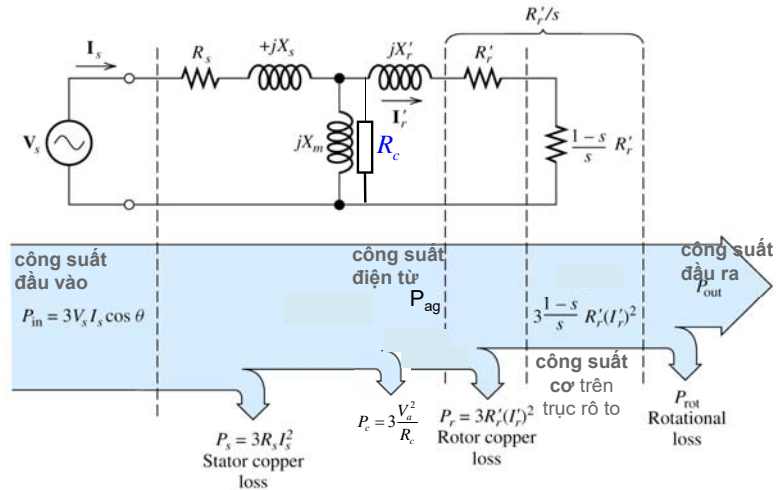 R′r/s
Is
Rs
+jXs
jX′r
R′r
I′r
Vs
jXm
Rc
1 − s
s
R′r
công suất
đầu vào
công suất
điện từ
công suất
đầu ra
Pin = 3VsIs cos θ
Pag
3 1 − s / s R′r(I′r)²
Pout
công suất
cơ trên
trục rô to
Ps = 3RsIs²
Stator copper
loss
Pc = 3 Va² / Rc
Pr = 3R′r(I′r)²
Rotor copper
loss
Prot
Rotational
loss